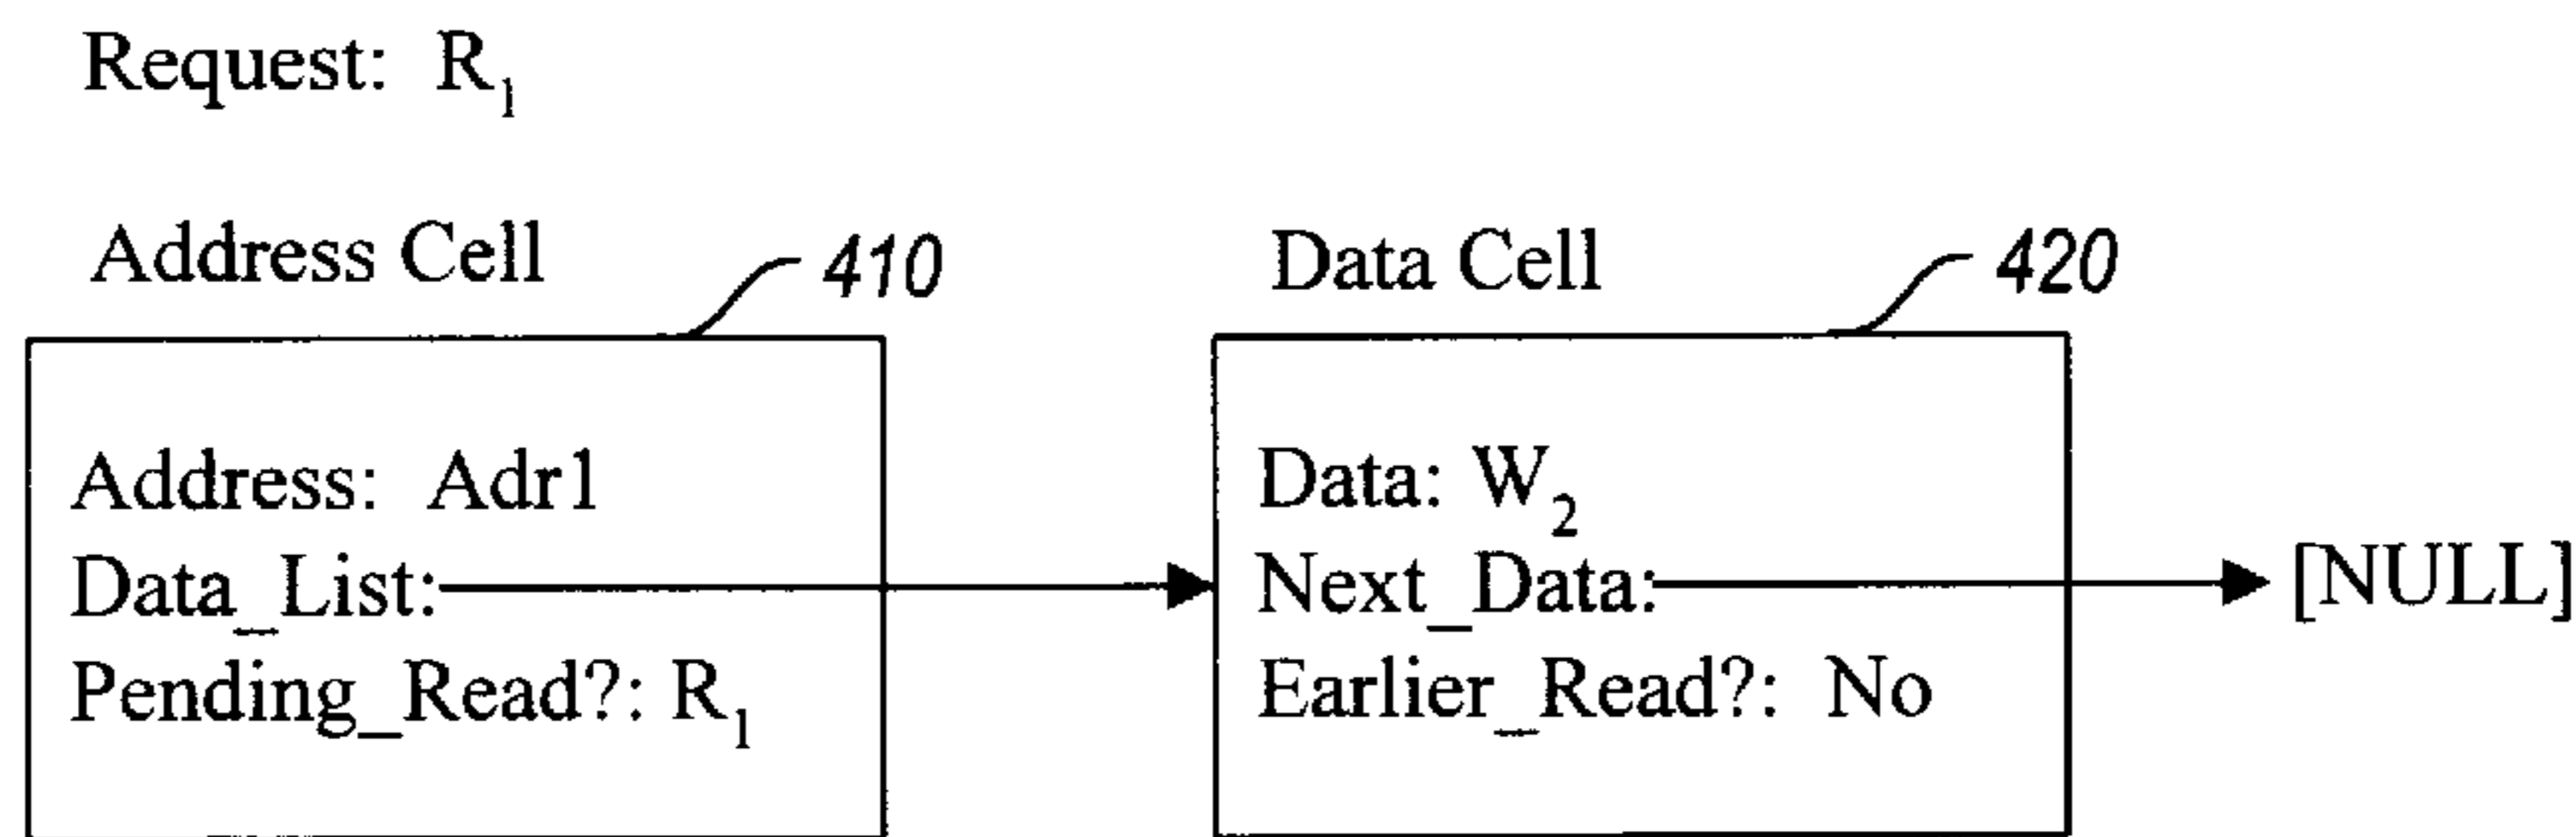 Request: R₁
Address Cell
410
Data Cell
420
Address: Adr1
Data_List:
Pending_Read?: R₁
Data: W₂
Next_Data:
Earlier_Read?: No
[NULL]